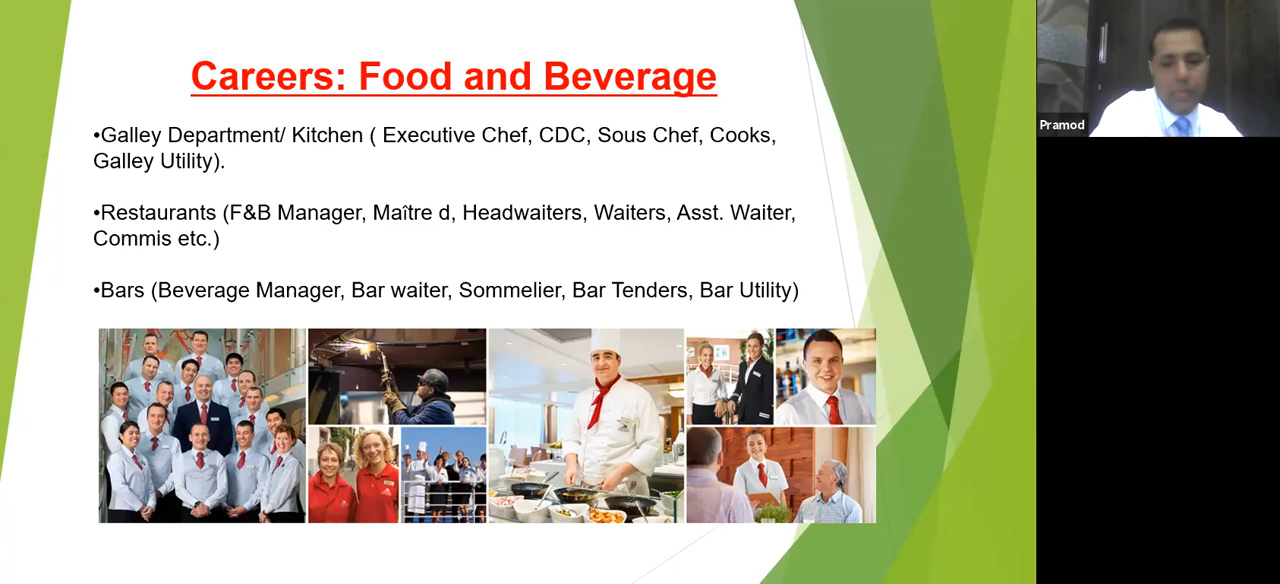 Careers: Food and Beverage
•Galley Department/ Kitchen ( Executive Chef, CDC, Sous Chef, Cooks,
Galley Utility).
•Restaurants (F&B Manager, Maître d, Headwaiters, Waiters, Asst. Waiter,
Commis etc.)
•Bars (Beverage Manager, Bar waiter, Sommelier, Bar Tenders, Bar Utility)
Pramod